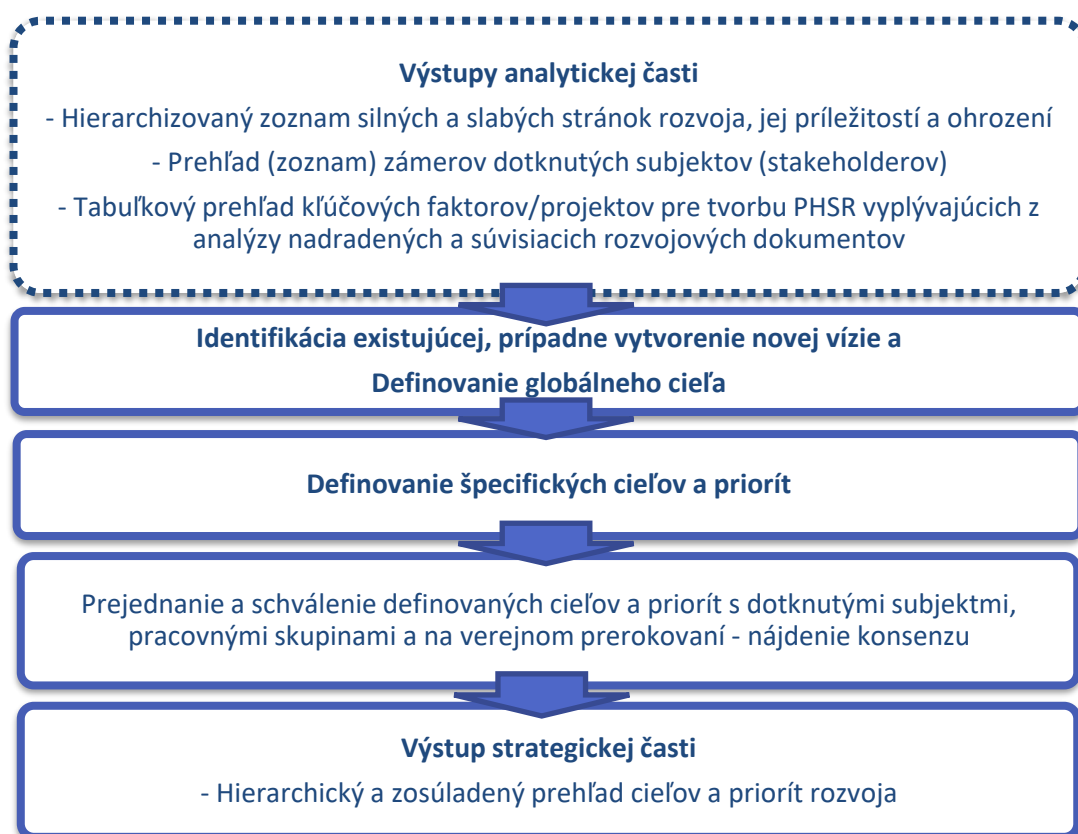 Výstupy analytickej časti
- Hierarchizovaný zoznam silných a slabých stránok rozvoja, jej príležitostí a ohrození
- Prehľad (zoznam) zámerov dotknutých subjektov (stakeholderov)
- Tabuľkový prehľad kľúčových faktorov/projektov pre tvorbu PHSR vyplývajúcich z
analýzy nadradených a súvisiacich rozvojových dokumentov
Identifikácia existujúcej, prípadne vytvorenie novej vízie a
Definovanie globálneho cieľa
Definovanie špecifických cieľov a priorít
Prejednanie a schválenie definovaných cieľov a priorít s dotknutými subjektmi,
pracovnými skupinami a na verejnom prerokovaní - nájdenie konsenzu
Výstup strategickej časti
- Hierarchický a zosúladený prehľad cieľov a priorít rozvoja